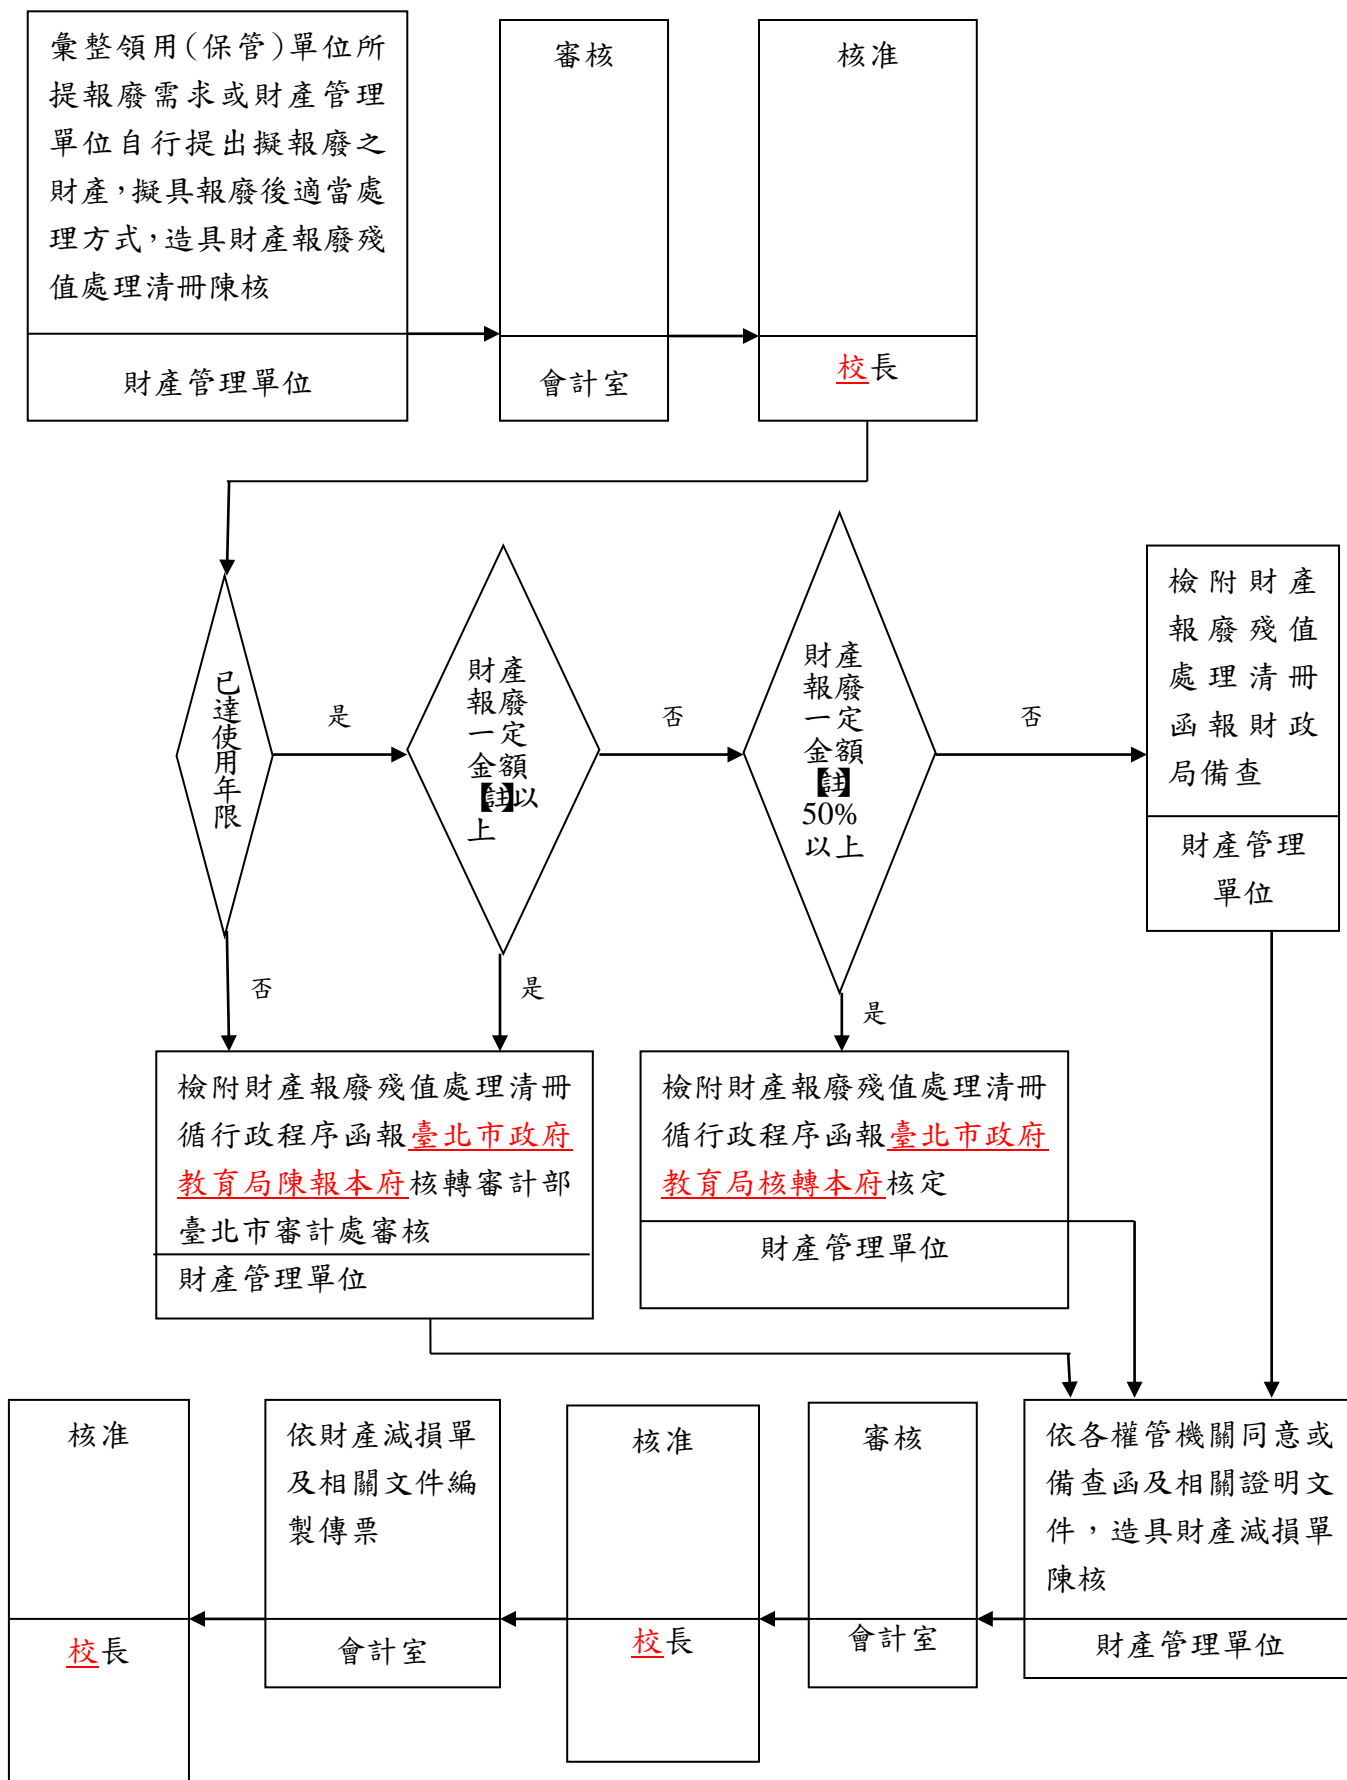 彙整領用(保管)單位所
提報廢需求或財產管理
單位自行提出擬報廢之
財產，擬具報廢後適當處
理方式，造具財產報廢殘
值處理清冊陳核
財產管理單位
審核
會計室
核准
校長
已達使用年限
是
否
財產
報廢
一定
金額
【註】以
上
否
是
財產
報廢
一定
金額
【註】
50%
以上
否
是
檢附財產
報廢殘值
處理清冊
函報財政
局備查
財產管理
單位
檢附財產報廢殘值處理清冊
循行政程序函報臺北市政府
教育局陳報本府核轉審計部
臺北市審計處審核
財產管理單位
檢附財產報廢殘值處理清冊
循行政程序函報臺北市政府
教育局核轉本府核定
財產管理單位
依各權管機關同意或
備查函及相關證明文
件，造具財產減損單
陳核
財產管理單位
審核
會計室
核准
校長
依財產減損單
及相關文件編
製傳票
會計室
核准
校長